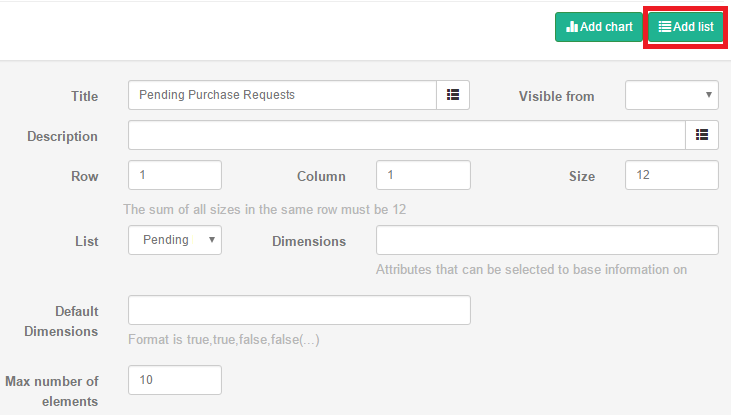 Add chart Add list
Title Pending Purchase Requests Visible from
Description
Row 1 Column 1 Size 12
The sum of all sizes in the same row must be 12
List Pending Dimensions
Attributes that can be selected to base information on
Default
Dimensions
Format is true,true,false,false(...)
Max number of 10
elements